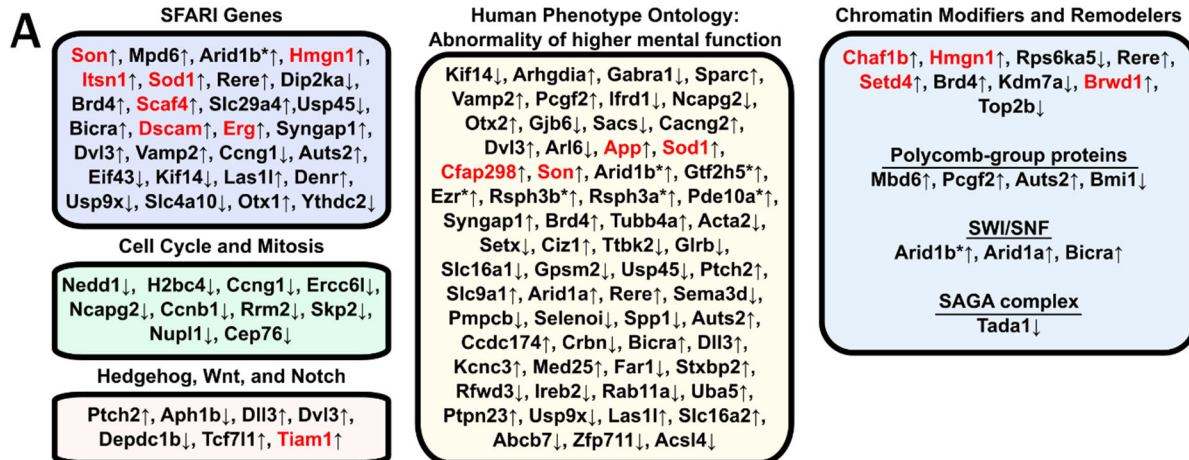 A
SFARI Genes
Son↑, Mpd6↑, Arid1b*↑, Hmgn1↑,
Itsn1↑, Sod1↑, Rere↑, Dip2ka↓,
Brd4↑, Scaf4↑, Slc29a4↑,Usp45↓,
Bicra↑, Dscam↑, Erg↑, Syngap1↑,
Dvl3↑, Vamp2↑, Ccng1↓, Auts2↑,
Eif43↓, Kif14↓, Las1l↑, Denr↑,
Usp9x↓, Slc4a10↓, Otx1↑, Ythdc2↓
Cell Cycle and Mitosis
Nedd1↓, H2bc4↓, Ccng1↓, Ercc6l↓,
Ncapg2↓, Ccnb1↓, Rrm2↓, Skp2↓,
Nupl1↓, Cep76↓
Hedgehog, Wnt, and Notch
Ptch2↑, Aph1b↓, Dll3↑, Dvl3↑,
Depdc1b↓, Tcf7l1↑, Tiam1↑
Human Phenotype Ontology:
Abnormality of higher mental function
Kif14↓, Arhgdia↑, Gabra1↓, Sparc↑,
Vamp2↑, Pcgf2↑, Ifrd1↓, Ncapg2↓,
Otx2↑, Gjb6↓, Sacs↓, Cacng2↑,
Dvl3↑, Arl6↓, App↑, Sod1↑,
Cfap298↑, Son↑, Arid1b*↑, Gtf2h5*↑,
Ezr*↑, Rsph3b*↑, Rsph3a*↑, Pde10a*↑,
Syngap1↑, Brd4↑, Tubb4a↑, Acta2↓,
Setx↓, Ciz1↑, Ttbk2↓, Glrb↓,
Slc16a1↓, Gpsm2↓, Usp45↓, Ptch2↑,
Slc9a1↑, Arid1a↑, Rere↑, Sema3d↓,
Pmpcb↓, Selenoi↓, Spp1↓, Auts2↑,
Ccdc174↑, Crbn↓, Bicra↑, Dll3↑,
Kcnc3↑, Med25↑, Far1↓, Stxbp2↑,
Rfwd3↓, Ireb2↓, Rab11a↓, Uba5↑,
Ptpn23↑, Usp9x↓, Las1l↑, Slc16a2↑,
Abcb7↓, Zfp711↓, Acsl4↓
Chromatin Modifiers and Remodelers
Chaf1b↑, Hmgn1↑, Rps6ka5↓, Rere↑,
Setd4↑, Brd4↑, Kdm7a↓, Brwd1↑,
Top2b↓
Polycomb-group proteins
Mbd6↑, Pcgf2↑, Auts2↑, Bmi1↓
SWI/SNF
Arid1b*↑, Arid1a↑, Bicra↑
SAGA complex
Tada1↓